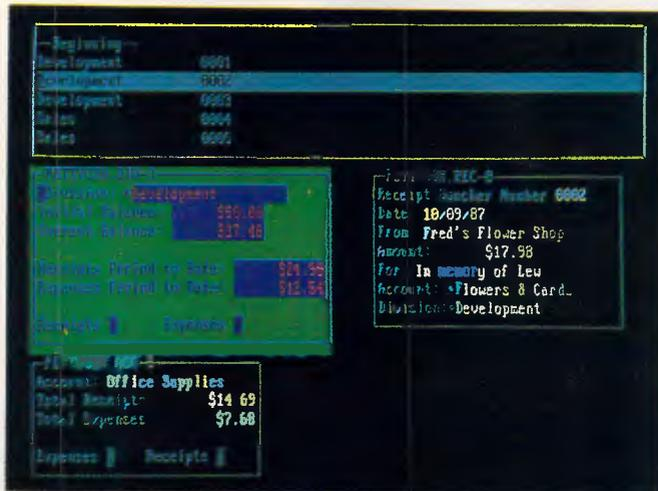 Beginning
Development 0001
Development 0002
Development 0003
Sales 0004
Sales 0005
Division: Development
Initial Balance: $50.00
Current Balance: $37.46
Receipts Period to Date:
Expenses Period to Date: $12.54
Receipts Expenses
Receipt Voucher Number 0002
Date 10/09/87
From Fred's Flower Shop
Amount: $17.98
For In memory of Lew
Account: Flowers & Card
Division: Development
Account: Office Supplies
Total Receipts $14.69
Total Expenses $7.68
Expenses Receipts